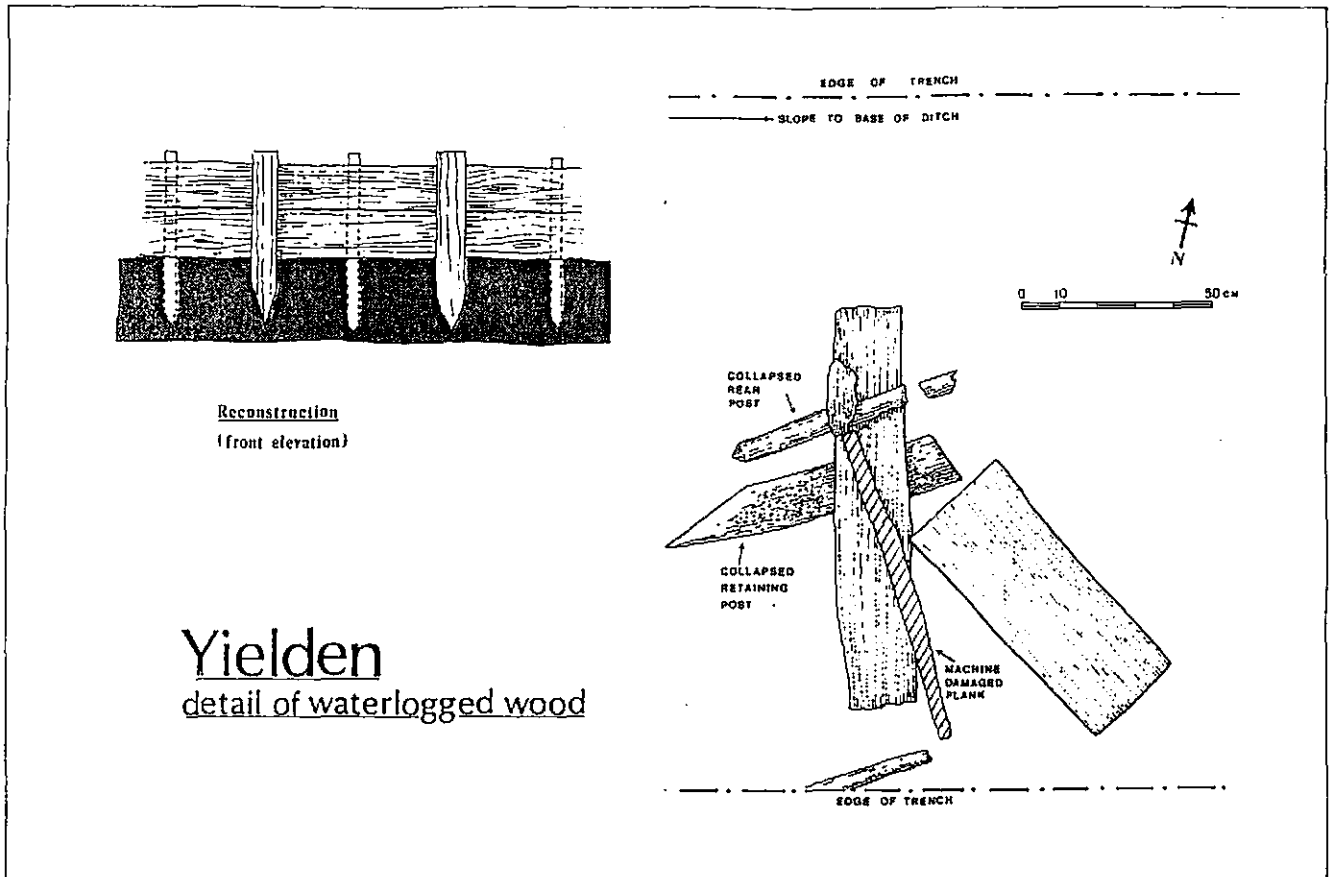 EDGE OF TRENCH
SLOPE TO BASE OF DITCH
N
0 10 50 CM
COLLAPSED
REAR
POST
Reconstruction
(front elevation)
COLLAPSED
RETAINING
POST
MACHINE
DAMAGED
PLANK
Yielden
detail of waterlogged wood
EDGE OF TRENCH